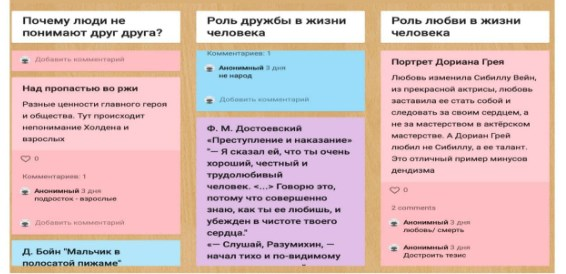 Почему люди не
понимают друг друга?
Добавить комментарий
Над пропастью во ржи
Разные ценности главного героя
и общества. Тут происходит
непонимание Холдена и
взрослых
0
Комментариев: 1
Анонимный 3 дня
подросток - взрослые
Добавить комментарий
Д. Бойн "Мальчик в
полосатой пижаме"
Роль дружбы в жизни
человека
Комментариев: 1
Анонимный 3 дня
не народ
Добавить комментарий
Ф. М. Достоевский
«Преступление и наказание»
"— Я сказал ей, что ты очень
хороший, честный и
трудолюбивый
человек. <...> Говорю это,
потому что совершенно
знаю, как ты ее любишь, и
убежден в чистоте твоего
сердца."
«— Слушай, Разумихин, —
начал тихо и по-видимому
Роль любви в жизни
человека
Портрет Дориана Грея
Любовь изменила Сибиллу Вейн,
из прекрасной актрисы, любовь
заставила ее стать собой и
следовать за своим сердцем, а
не за мастерством в актёрском
мастерстве. А Дориан Грей
любил не Сибиллу, а ее талант.
Это отличный пример минусов
дендизма
0
2 comments
Анонимный 3 дня
любовь/ смерть
Анонимный 3 дня
Достроить тезис